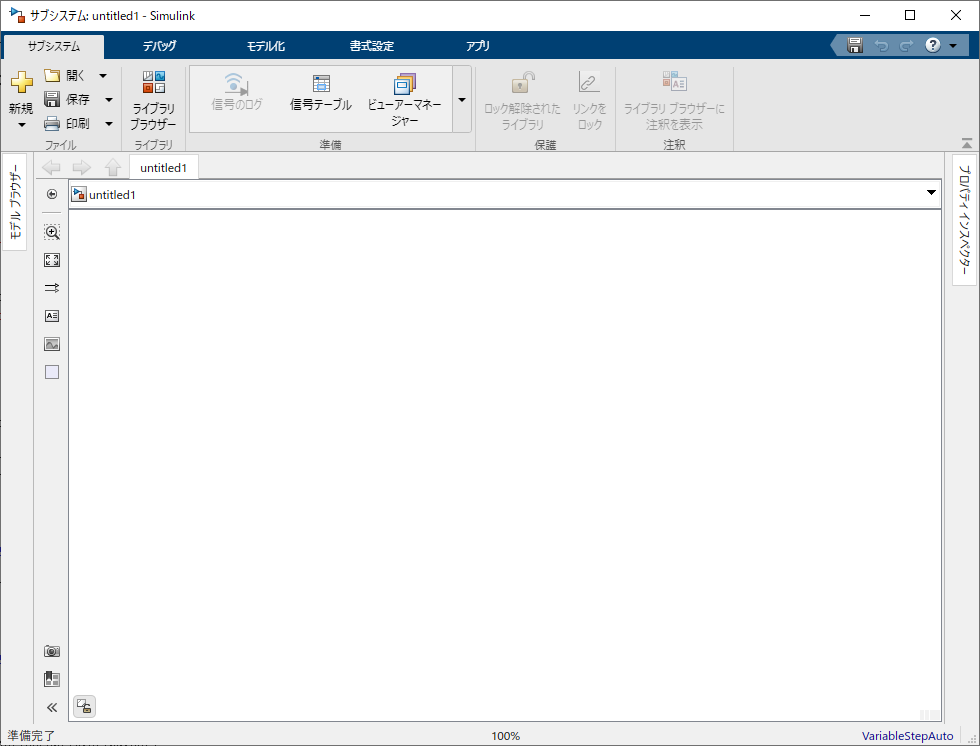 サブシステム: untitled1 - Simulink
サブシステム
デバッグ
モデル化
書式設定
アプリ
新規
開く
保存
印刷
ファイル
ライブラリ
ブラウザー
ライブラリ
信号のログ
信号テーブル
ビューアーマネー
ジャー
準備
ロック解除された
ライブラリ
リンクを
ロック
保護
ライブラリ ブラウザーに
注釈を表示
注釈
モデル ブラウザー
untitled1
untitled1
プロパティ インスペクター
準備完了
100%
VariableStepAuto